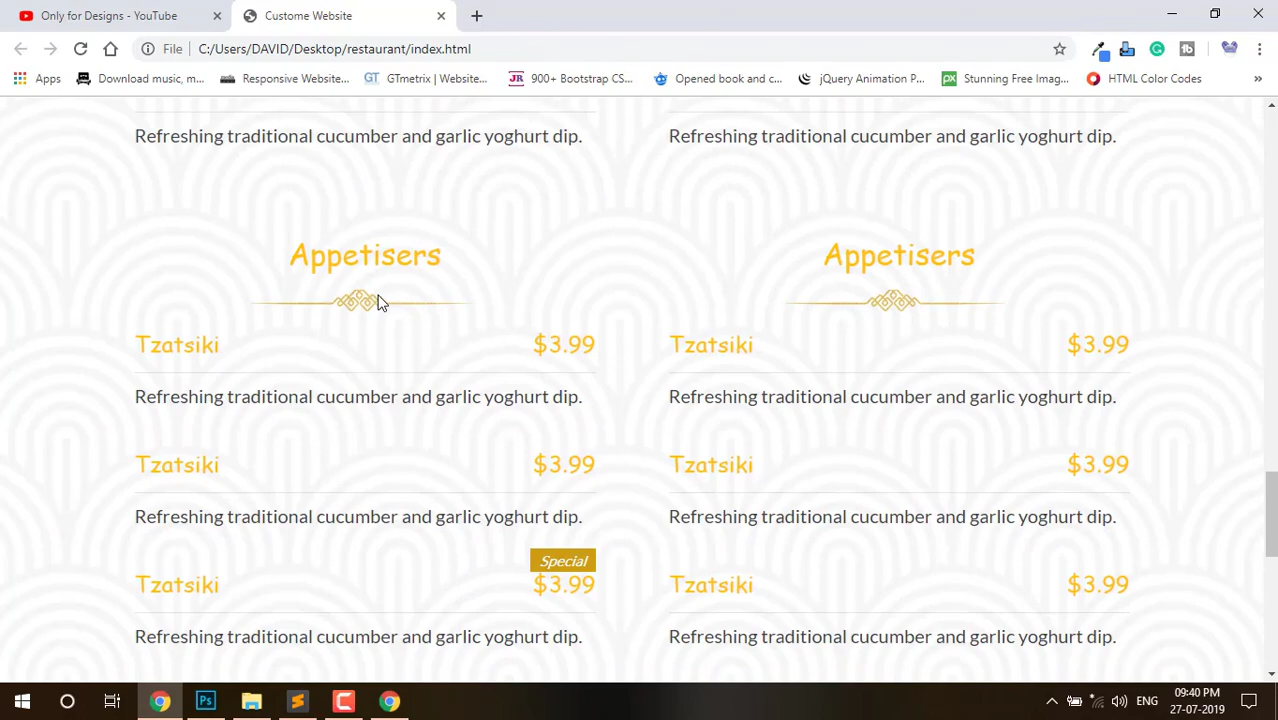 Only for Designs - YouTube
Custome Website
File
C:/Users/DAVID/Desktop/restaurant/index.html
Apps
Download music, m...
Responsive Website...
GT
GTmetrix | Website...
JR
900+ Bootstrap CS...
Opened book and c...
jQuery Animation P...
px
Stunning Free Imag...
HTML Color Codes
»
Refreshing traditional cucumber and garlic yoghurt dip.
Refreshing traditional cucumber and garlic yoghurt dip.
Appetisers
Appetisers
Tzatsiki $3.99
Tzatsiki $3.99
Refreshing traditional cucumber and garlic yoghurt dip.
Refreshing traditional cucumber and garlic yoghurt dip.
Tzatsiki $3.99
Tzatsiki $3.99
Refreshing traditional cucumber and garlic yoghurt dip.
Refreshing traditional cucumber and garlic yoghurt dip.
Special
Tzatsiki $3.99
Tzatsiki $3.99
Refreshing traditional cucumber and garlic yoghurt dip.
Refreshing traditional cucumber and garlic yoghurt dip.
Ps
ENG
09:40 PM
27-07-2019